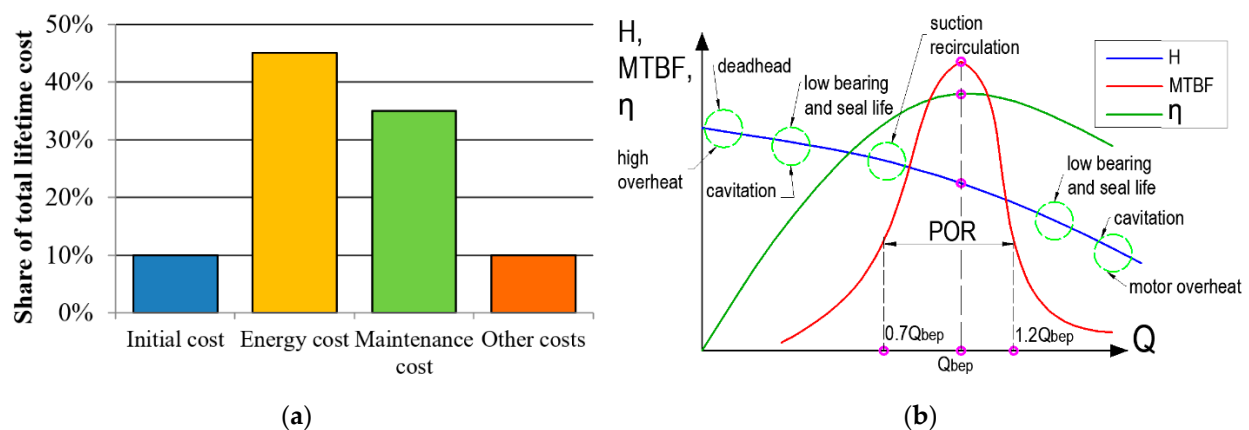 Share of total lifetime cost
50%
40%
30%
20%
10%
0%
Initial cost
Energy cost
Maintenance
cost
Other costs
(a)
H,
MTBF,
η
deadhead
low bearing
and seal life
suction
recirculation
high
overheat
cavitation
H
MTBF
η
low bearing
and seal life
cavitation
motor overheat
POR
0.7Qbep
1.2Qbep
Qbep
Q
(b)